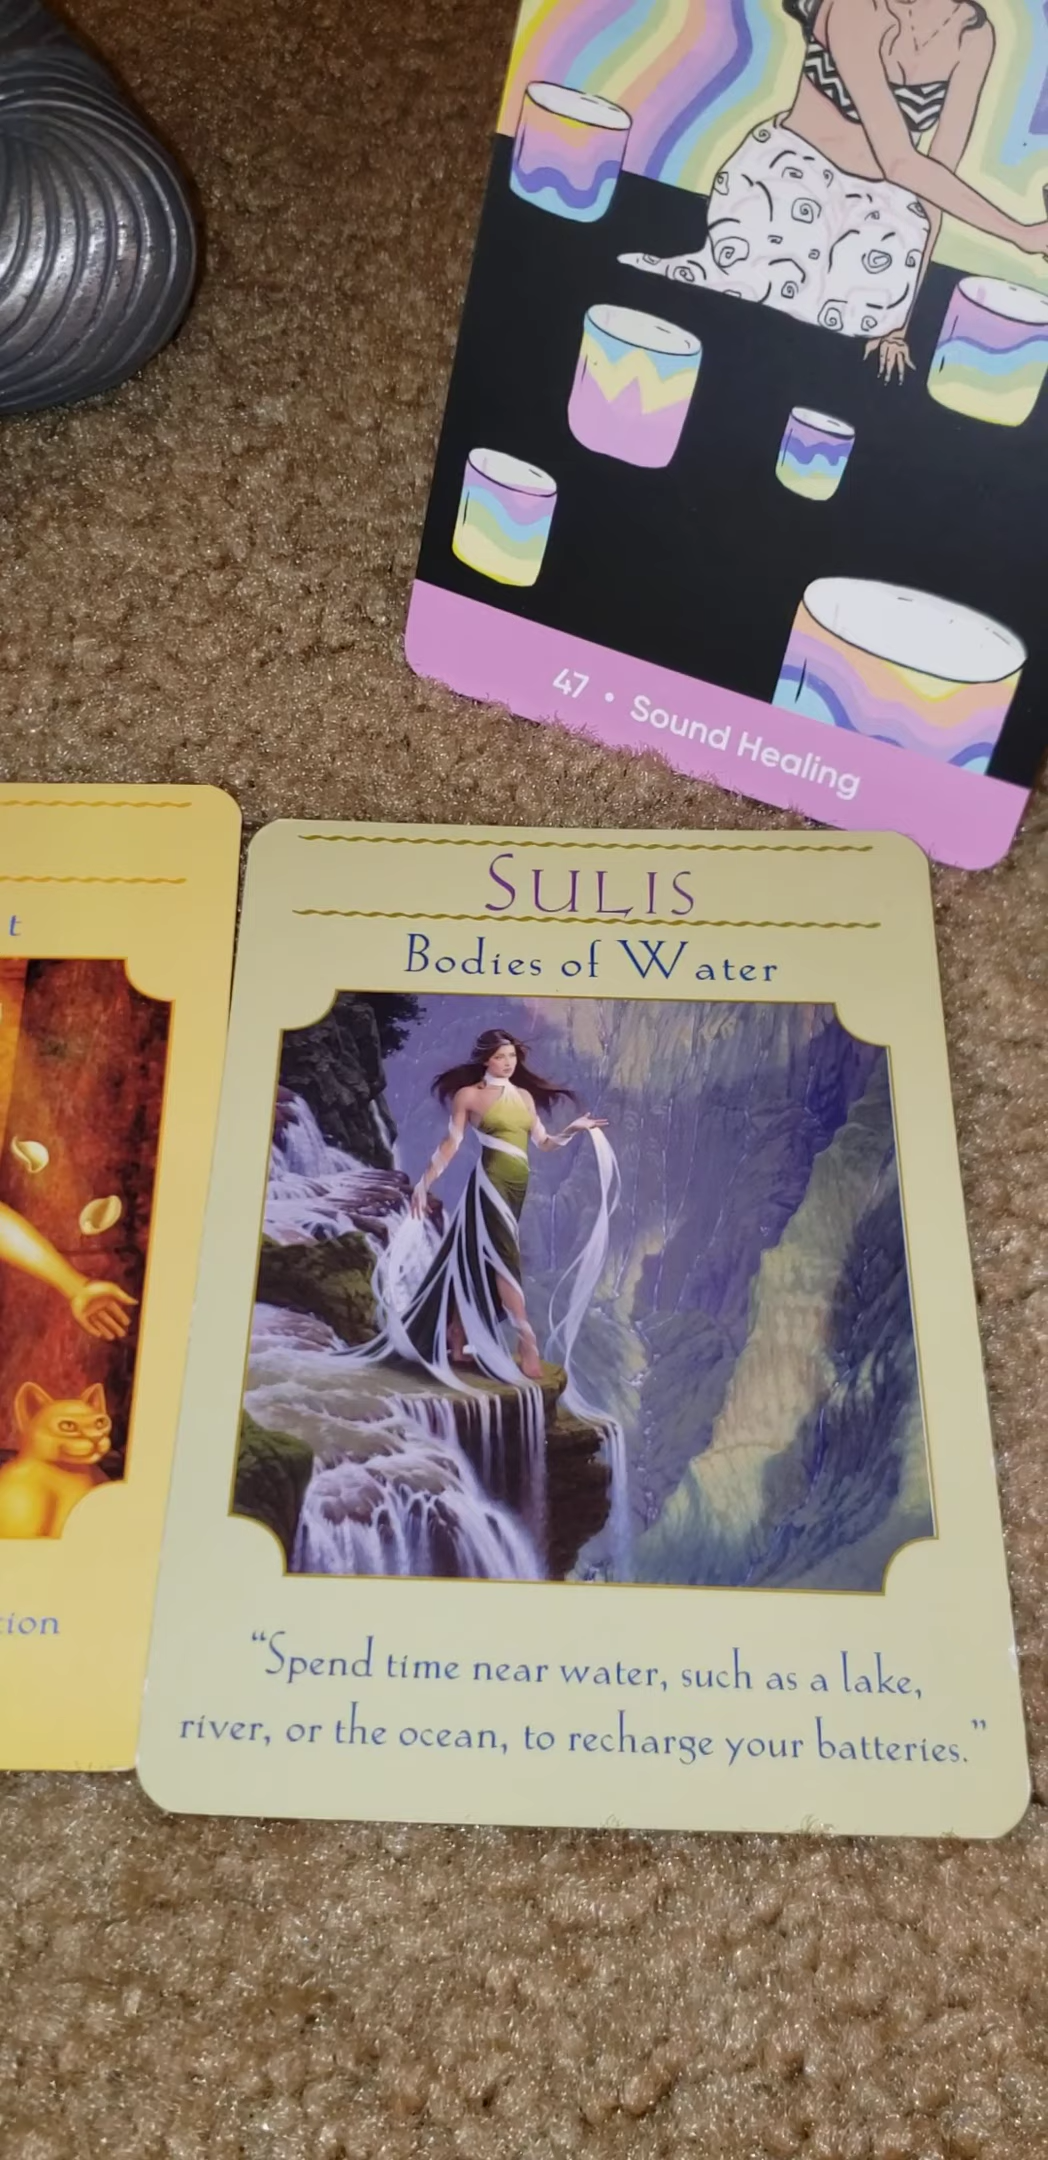 47 • Sound Healing
t
SULIS
Bodies of Water
tion
"Spend time near water, such as a lake,
river, or the ocean, to recharge your batteries."